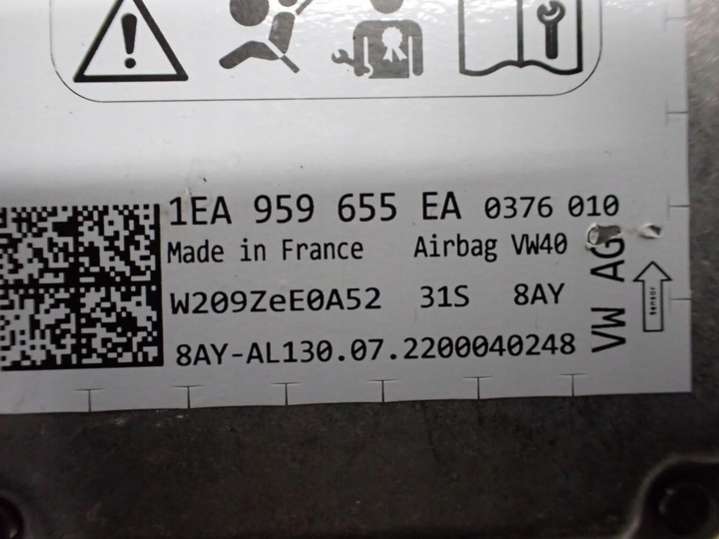 1EA 959 655 EA 0376 010
Made in France Airbag VW40
W209ZeE0A52 31S 8AY
8AY-AL130.07.2200040248
VW AG
sensor